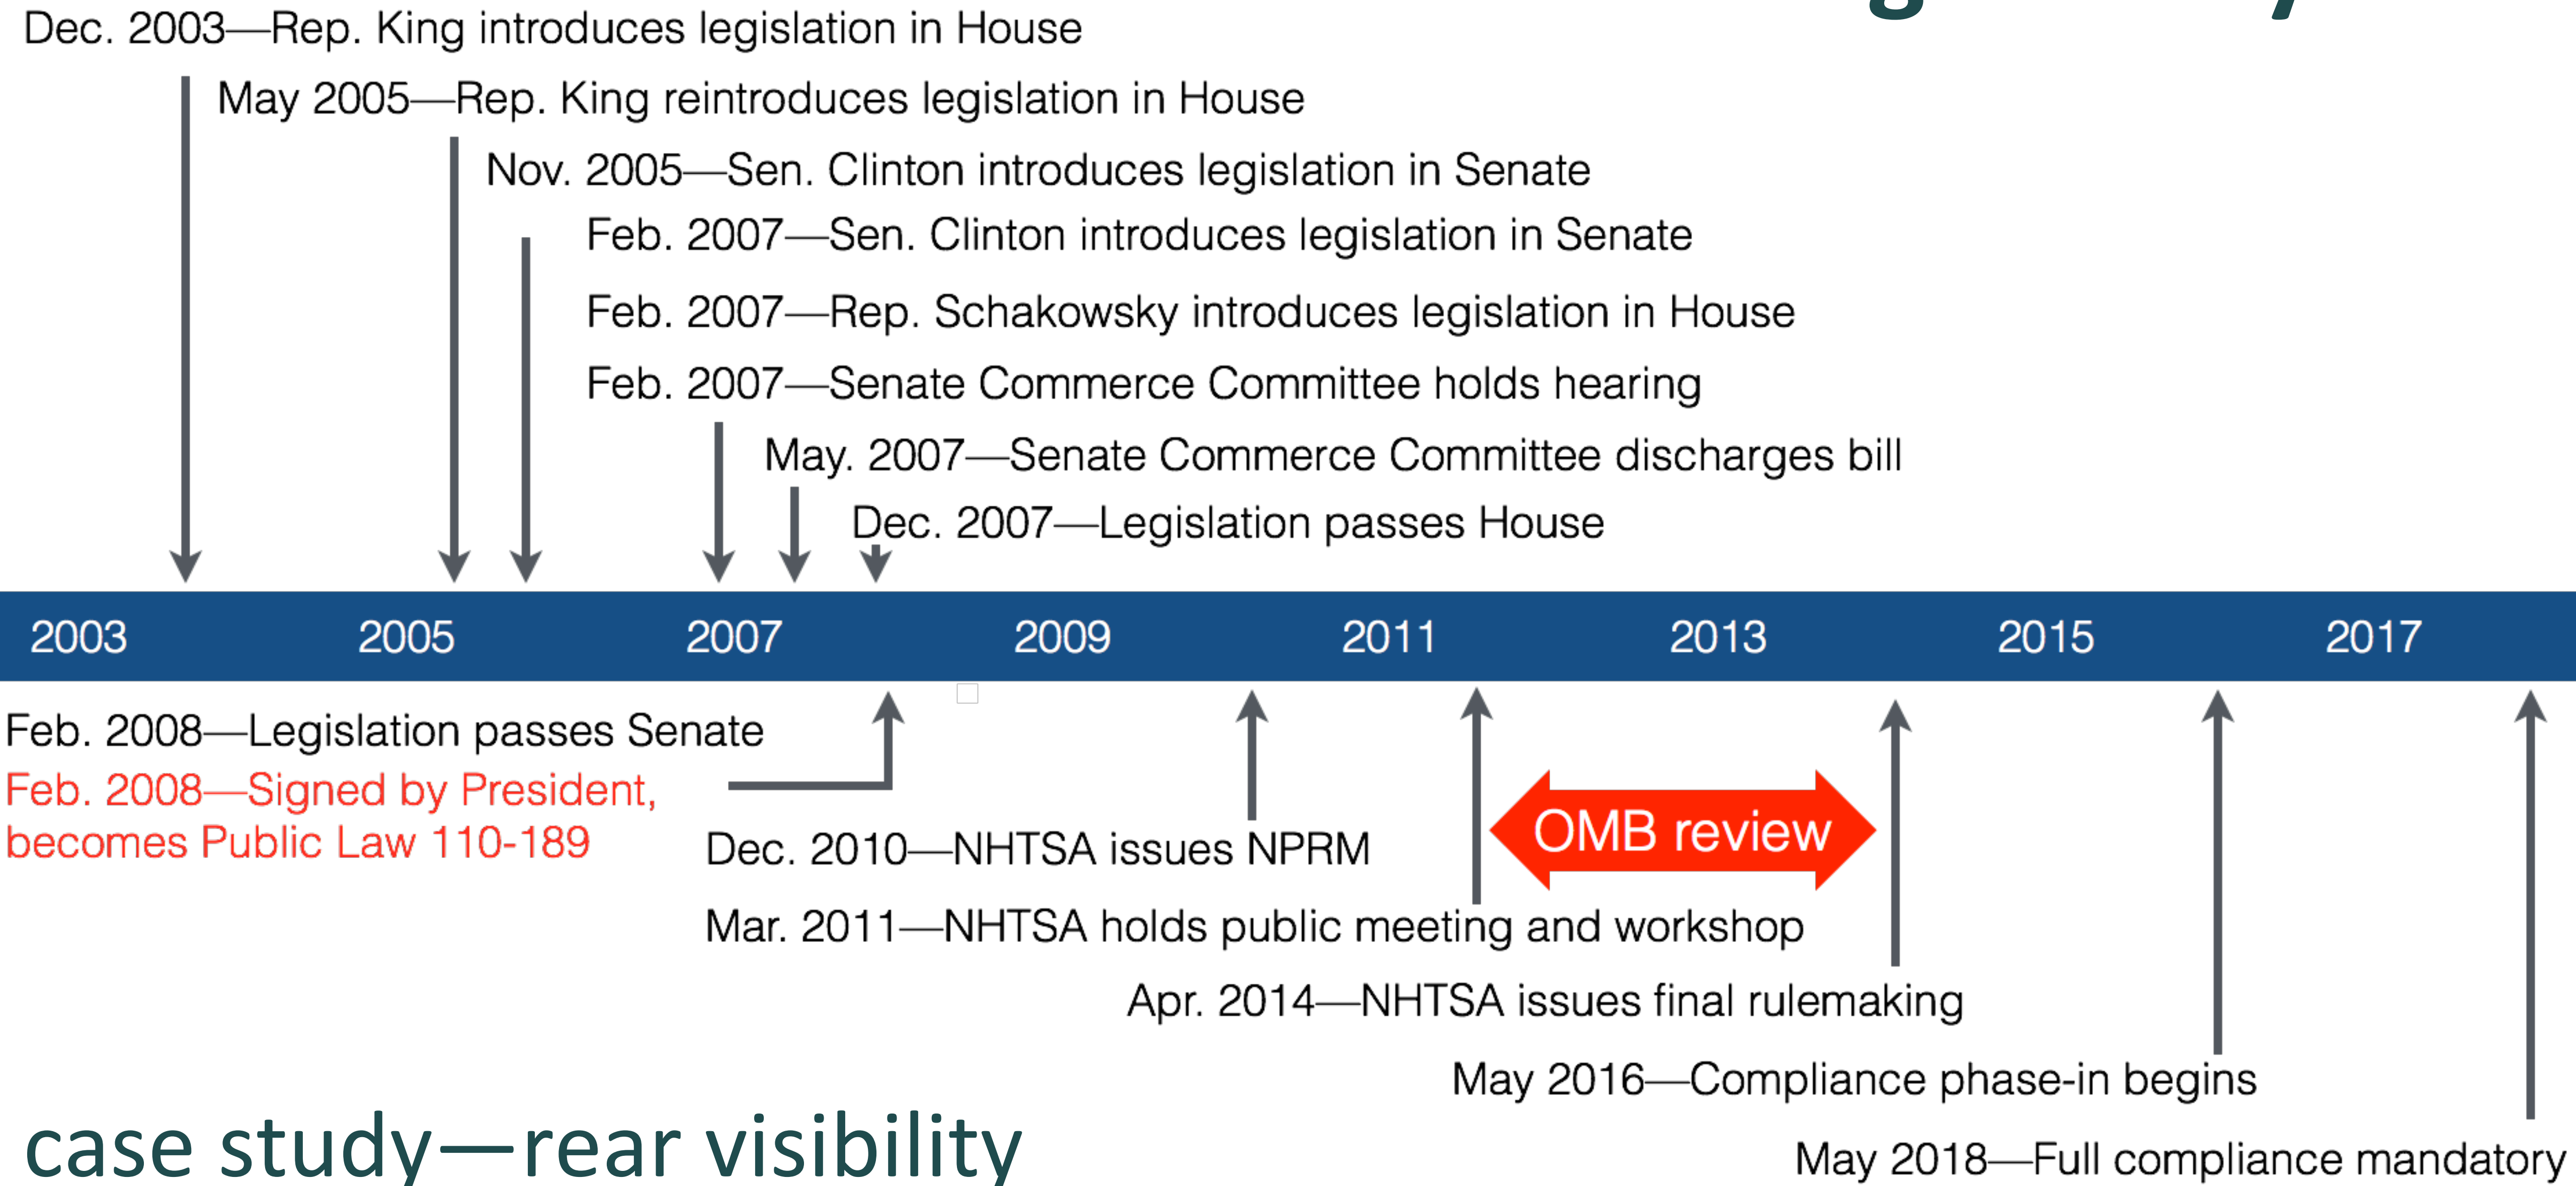 Dec. 2003—Rep. King introduces legislation in House
May 2005—Rep. King reintroduces legislation in House
Nov. 2005—Sen. Clinton introduces legislation in Senate
Feb. 2007—Sen. Clinton introduces legislation in Senate
Feb. 2007—Rep. Schakowsky introduces legislation in House
Feb. 2007—Senate Commerce Committee holds hearing
May. 2007—Senate Commerce Committee discharges bill
Dec. 2007—Legislation passes House
2003 2005 2007 2009 2011 2013 2015 2017
Feb. 2008—Legislation passes Senate
Feb. 2008—Signed by President,
becomes Public Law 110-189
OMB review
Dec. 2010—NHTSA issues NPRM
Mar. 2011—NHTSA holds public meeting and workshop
Apr. 2014—NHTSA issues final rulemaking
May 2016—Compliance phase-in begins
May 2018—Full compliance mandatory
case study—rear visibility